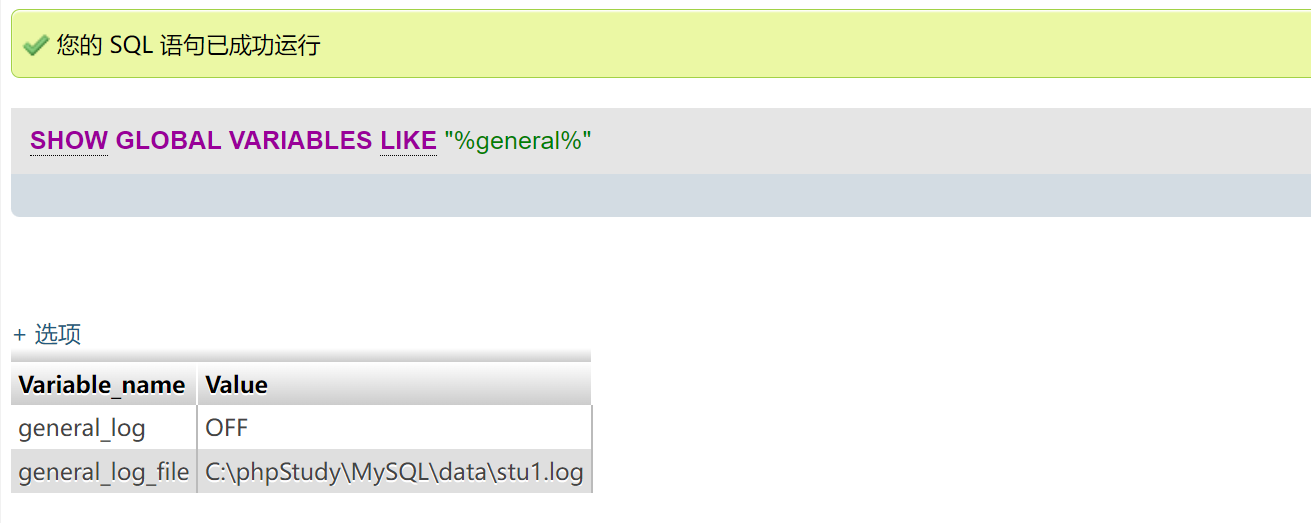 您的 SQL 语句已成功运行
SHOW GLOBAL VARIABLES LIKE "%general%"
+ 选项
Variable_name Value
general_log OFF
general_log_file C:\phpStudy\MySQL\data\stu1.log